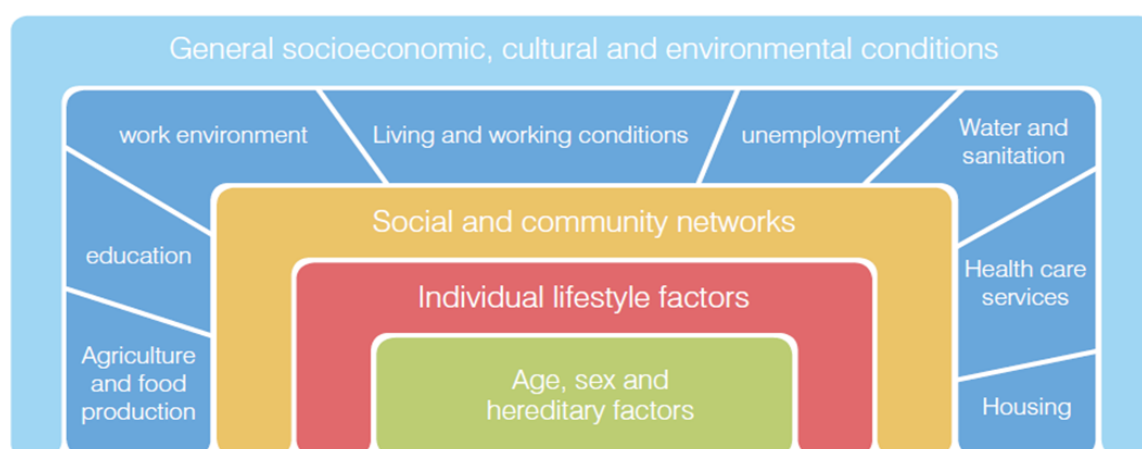 General socioeconomic, cultural and environmental conditions
work environment
Living and working conditions
unemployment
Water and
sanitation
Social and community networks
education
Health care
services
Individual lifestyle factors
Agriculture
and food
production
Age, sex and
hereditary factors
Housing